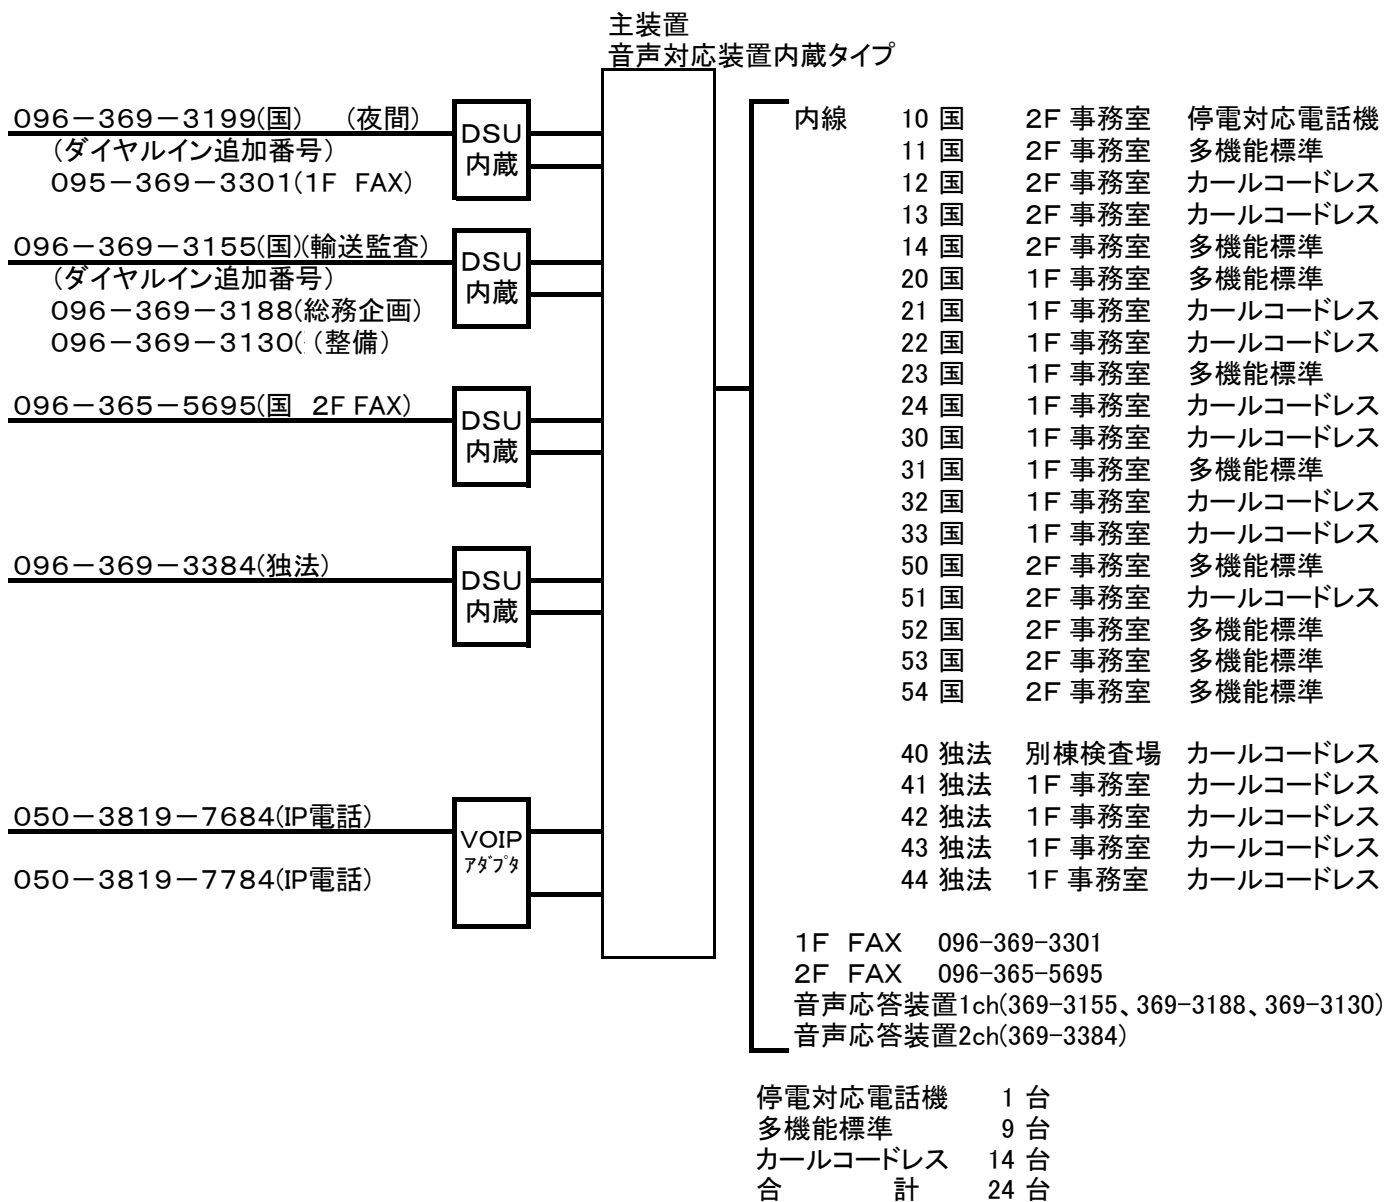 主装置
音声対応装置内蔵タイプ
096－369－3199(国)　(夜間)
(ダイヤルイン追加番号)
095－369－3301(1F FAX)
DSU
内蔵
096－369－3155(国)(輸送監査)
(ダイヤルイン追加番号)
096－369－3188(総務企画)
096－369－3130( (整備)
DSU
内蔵
096－365－5695(国 2F FAX)
DSU
内蔵
096－369－3384(独法)
DSU
内蔵
050－3819－7684(IP電話)
050－3819－7784(IP電話)
VOIP
ｱﾀﾞﾌﾟﾀ
内線 10 国 2F 事務室 停電対応電話機
11 国 2F 事務室 多機能標準
12 国 2F 事務室 カールコードレス
13 国 2F 事務室 カールコードレス
14 国 2F 事務室 多機能標準
20 国 1F 事務室 多機能標準
21 国 1F 事務室 カールコードレス
22 国 1F 事務室 カールコードレス
23 国 1F 事務室 多機能標準
24 国 1F 事務室 カールコードレス
30 国 1F 事務室 カールコードレス
31 国 1F 事務室 多機能標準
32 国 1F 事務室 カールコードレス
33 国 1F 事務室 カールコードレス
50 国 2F 事務室 多機能標準
51 国 2F 事務室 カールコードレス
52 国 2F 事務室 多機能標準
53 国 2F 事務室 多機能標準
54 国 2F 事務室 多機能標準
40 独法 別棟検査場 カールコードレス
41 独法 1F 事務室 カールコードレス
42 独法 1F 事務室 カールコードレス
43 独法 1F 事務室 カールコードレス
44 独法 1F 事務室 カールコードレス
1F FAX 096-369-3301
2F FAX 096-365-5695
音声応答装置1ch(369-3155、369-3188、369-3130)
音声応答装置2ch(369-3384)
停電対応電話機 1 台
多機能標準 9 台
カールコードレス 14 台
合 計 24 台